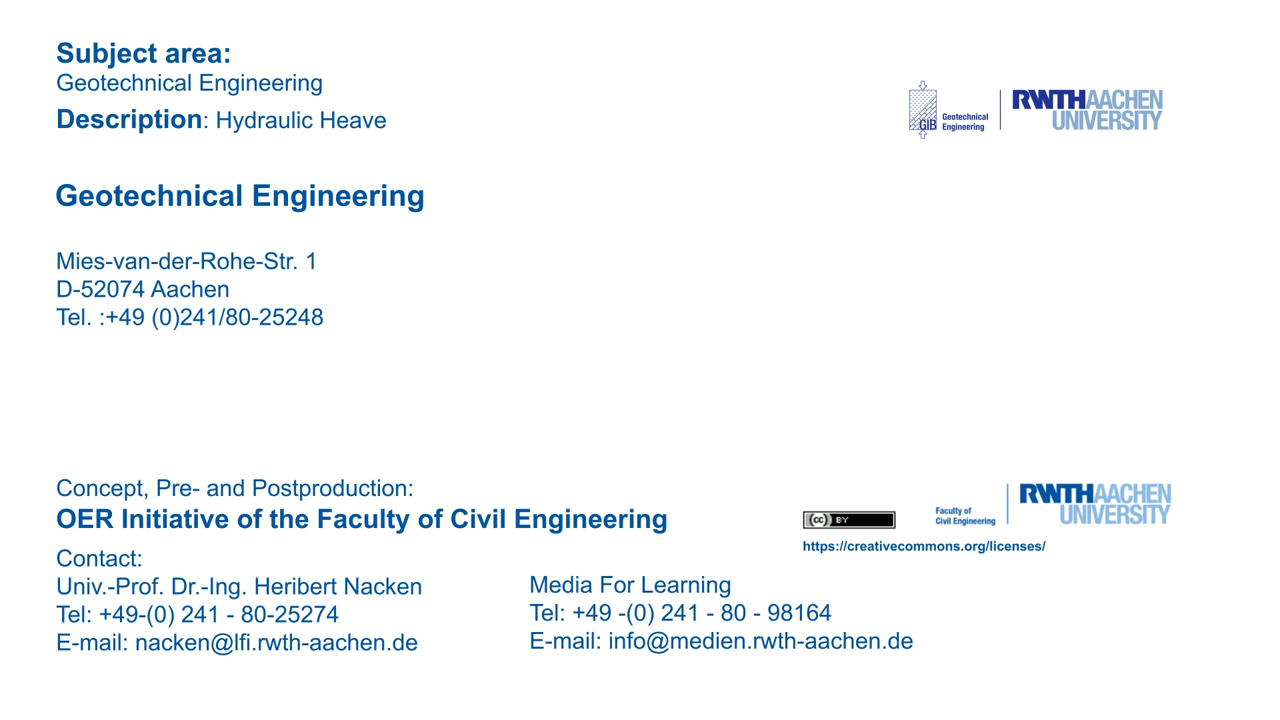 Subject area:
Geotechnical Engineering
Description: Hydraulic Heave
GIB
Geotechnical
Engineering
RWTHAACHEN
UNIVERSITY
Geotechnical Engineering
Mies-van-der-Rohe-Str. 1
D-52074 Aachen
Tel. :+49 (0)241/80-25248
Concept, Pre- and Postproduction:
OER Initiative of the Faculty of Civil Engineering
Contact:
Univ.-Prof. Dr.-Ing. Heribert Nacken
Tel: +49-(0) 241 - 80-25274
E-mail: nacken@lfi.rwth-aachen.de
Media For Learning
Tel: +49 -(0) 241 - 80 - 98164
E-mail: info@medien.rwth-aachen.de
cc BY
https://creativecommons.org/licenses/
Faculty of
Civil Engineering
RWTHAACHEN
UNIVERSITY